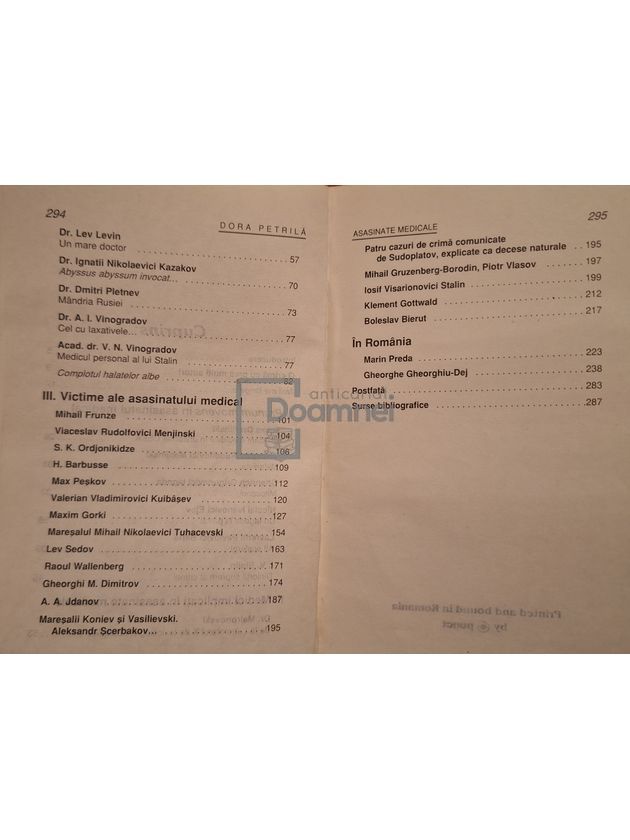 294
DORA PETRILĂ
Dr. Lev Levin
Un mare doctor 57
Dr. Ignatii Nikolaevici Kazakov
Abyssus abyssum invocat... 70
Dr. Dmitri Pletnev
Mândria Rusiei 73
Dr. A. I. Vinogradov
Cel cu laxativele... 77
Acad. dr. V. N. Vinogradov
Medicul personal al lui Stalin 77
Complotul halatelor albe 82
III. Victime ale asasinatului medical
Mihail Frunze 101
Viaceslav Rudolfovici Menjinski 104
S. K. Ordjonikidze 106
H. Barbusse 109
Max Peşkov 112
Valerian Vladimirovici Kuibâşev 120
Maxim Gorki 127
Mareşalul Mihail Nikolaevici Tuhacevski 154
Lev Sedov 163
Raoul Wallenberg 171
Gheorghi M. Dimitrov 174
A. A. Jdanov 187
Mareşalii Koniev şi Vasilievski.
Aleksandr Şcerbakov... 195
ASASINATE MEDICALE
295
Patru cazuri de crimă comunicate
de Sudoplatov, explicate ca decese naturale 195
Mihail Gruzenberg-Borodin, Piotr Vlasov 197
Iosif Visarionovici Stalin 199
Klement Gottwald 212
Boleslav Bierut 217
În România
Marin Preda 223
Gheorghe Gheorghiu-Dej 238
Postfaţă 283
Surse bibliografice 287
anticariat
Doamnei
Printed and bound in Romania
by punct